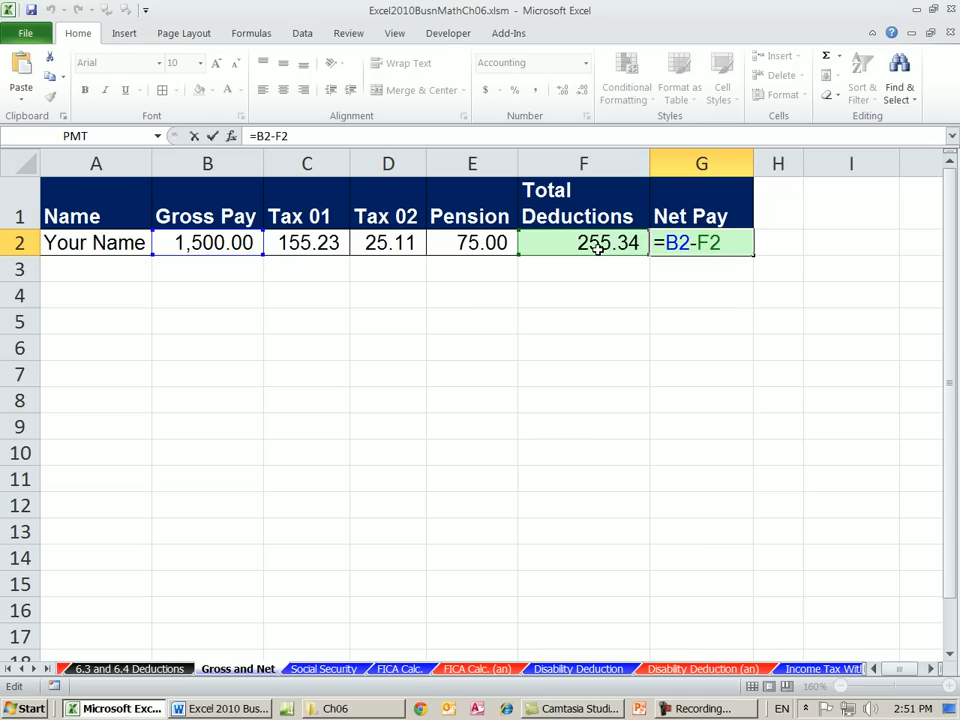 Excel2010BusnMathCh06.xlsm - Microsoft Excel
File Home Insert Page Layout Formulas Data Review View Developer Add-Ins
Paste
Clipboard
Arial 10
B I U
Font
Wrap Text
Merge & Center
Alignment
Accounting
$ % ,
Number
Conditional Formatting
Format as Table
Cell Styles
Styles
Insert
Delete
Format
Cells
Σ
Sort & Filter
Find & Select
Editing
PMT fx =B2-F2
A B C D E F G H I
1 Name Gross Pay Tax 01 Tax 02 Pension Total Deductions Net Pay
2 Your Name 1,500.00 155.23 25.11 75.00 255.34 =B2-F2
3
4
5
6
7
8
9
10
11
12
13
14
15
16
17
18
6.3 and 6.4 Deductions Gross and Net Social Security FICA Calc. FICA Calc. (an) Disability Deduction Disability Deduction (an) Income Tax Wit
Edit 160%
Start Microsoft Exc... Excel 2010 Bus... Ch06 Camtasia Studi... Recording... EN 2:51 PM